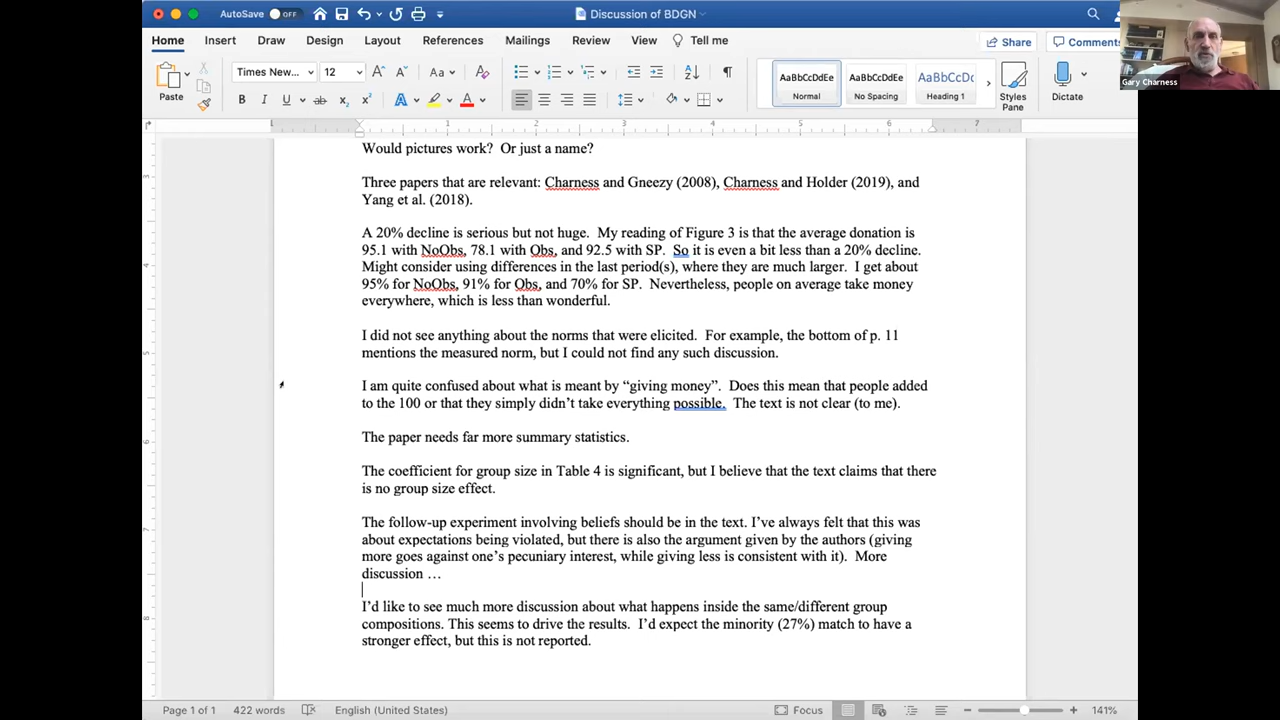 AutoSave OFF
Discussion of BDGN
Home Insert Draw Design Layout References Mailings Review View Tell me
Share Comments
Gary Charness
Paste
Times New... 12
AaBbCcDdEe
Normal
AaBbCcDdEe
No Spacing
AaBbCcDc
Heading 1
Styles
Pane
Dictate
1 1 2 3 4 5 6 7
Would pictures work? Or just a name?
Three papers that are relevant: Charness and Gneezy (2008), Charness and Holder (2019), and
Yang et al. (2018).
A 20% decline is serious but not huge. My reading of Figure 3 is that the average donation is
95.1 with NoObs, 78.1 with Obs, and 92.5 with SP. So it is even a bit less than a 20% decline.
Might consider using differences in the last period(s), where they are much larger. I get about
95% for NoObs, 91% for Obs, and 70% for SP. Nevertheless, people on average take money
everywhere, which is less than wonderful.
I did not see anything about the norms that were elicited. For example, the bottom of p. 11
mentions the measured norm, but I could not find any such discussion.
I am quite confused about what is meant by “giving money”. Does this mean that people added
to the 100 or that they simply didn’t take everything possible. The text is not clear (to me).
The paper needs far more summary statistics.
The coefficient for group size in Table 4 is significant, but I believe that the text claims that there
is no group size effect.
The follow-up experiment involving beliefs should be in the text. I’ve always felt that this was
about expectations being violated, but there is also the argument given by the authors (giving
more goes against one’s pecuniary interest, while giving less is consistent with it). More
discussion …
I’d like to see much more discussion about what happens inside the same/different group
compositions. This seems to drive the results. I’d expect the minority (27%) match to have a
stronger effect, but this is not reported.
3
4
5
6
7
8
Page 1 of 1 422 words English (United States) Focus 141%